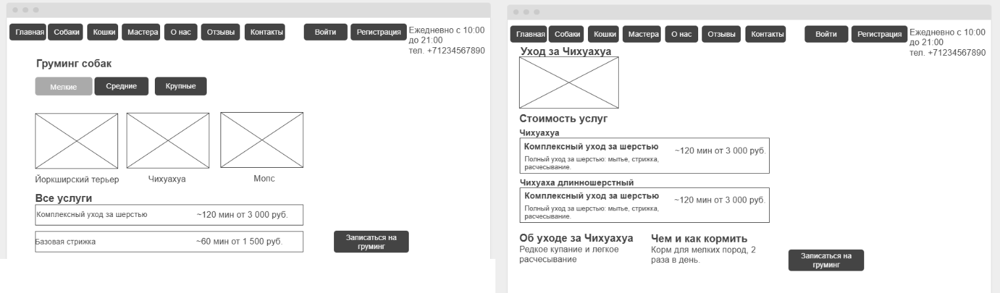 Главная Собаки Кошки Мастера О нас Отзывы Контакты Войти Регистрация
Ежедневно с 10:00
до 21:00
тел. +71234567890
Груминг собак
Мелкие Средние Крупные
Йоркширский терьер Чихуахуа Мопс
Все услуги
Комплексный уход за шерстью ~120 мин от 3 000 руб.
Базовая стрижка ~60 мин от 1 500 руб.
Записаться на
груминг
Главная Собаки Кошки Мастера О нас Отзывы Контакты Войти Регистрация
Ежедневно с 10:00
до 21:00
тел. +71234567890
Уход за Чихуахуа
Стоимость услуг
Чихуахуа
Комплексный уход за шерстью ~120 мин от 3 000 руб.
Полный уход за шерстью: мытье, стрижка,
расчесывание.
Чихуаха длинношерстный
Комплексный уход за шерстью ~120 мин от 3 000 руб.
Полный уход за шерстью: мытье, стрижка,
расчесывание.
Об уходе за Чихуахуа
Редкое купание и легкое
расчесывание
Чем и как кормить
Корм для мелких пород, 2
раза в день.
Записаться на
груминг